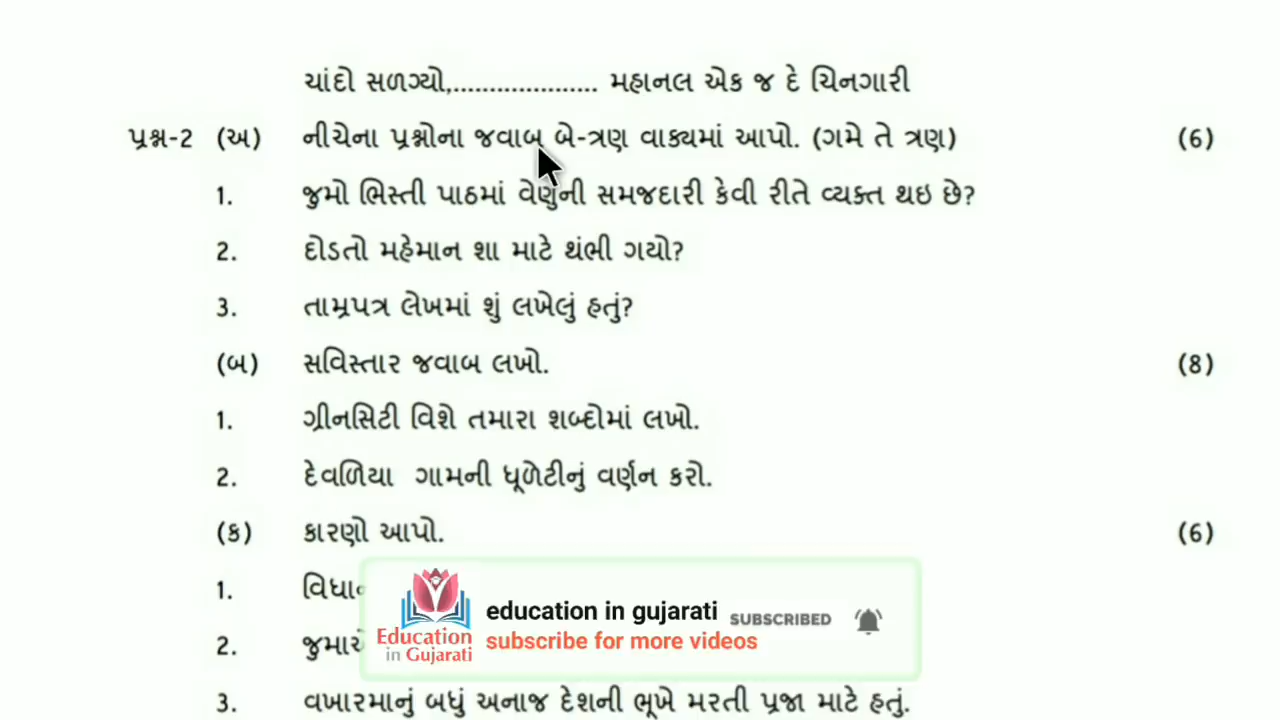 ચાંદો સળગ્યો,.................... મહાનલ એક જ દે ચિનગારી
પ્રશ્ન-2 (અ) નીચેના પ્રશ્નોના જવાબ બે-ત્રણ વાક્યમાં આપો. (ગમે તે ત્રણ) (6)
1. જુમો ભિસ્તી પાઠમાં વેણુની સમજદારી કેવી રીતે વ્યક્ત થઇ છે?
2. દોડતો મહેમાન શા માટે થંભી ગયો?
3. તામ્રપત્ર લેખમાં શું લખેલું હતું?
(બ) સવિસ્તાર જવાબ લખો. (8)
1. ગ્રીનસિટી વિશે તમારા શબ્દોમાં લખો.
2. દેવળિયા ગામની ધૂળેટીનું વર્ણન કરો.
(ક) કારણો આપો. (6)
1.
2.
education in gujarati SUBSCRIBED
subscribe for more videos
Education
in Gujarati
3. વખારમાનું બધું અનાજ દેશની ભૂખે મરતી પ્રજા માટે હતું.